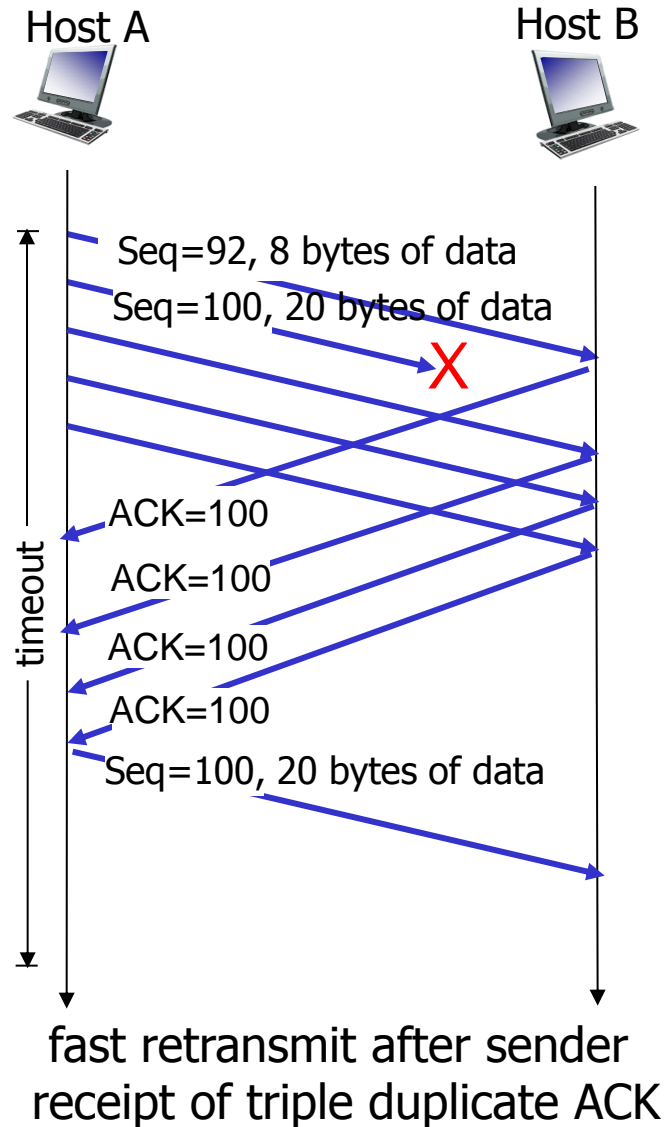 Host A
Host B
Seq=92, 8 bytes of data
Seq=100, 20 bytes of data
X
ACK=100
ACK=100
ACK=100
ACK=100
timeout
Seq=100, 20 bytes of data
fast retransmit after sender
receipt of triple duplicate ACK